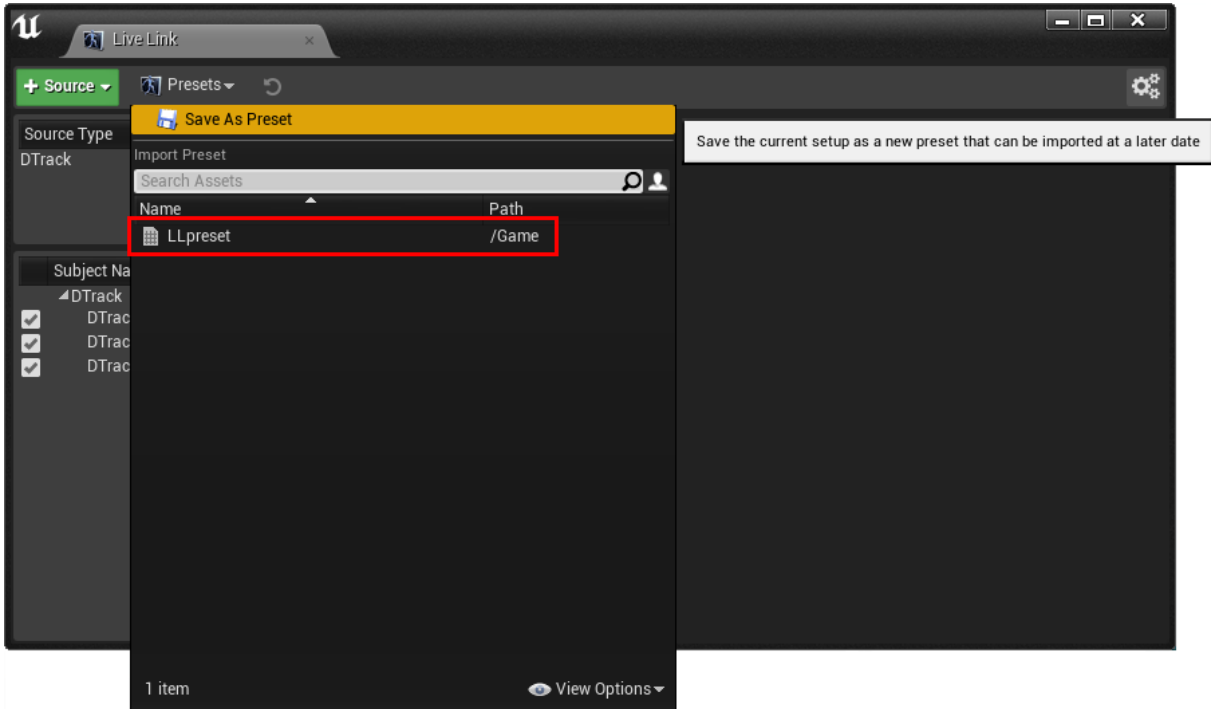 Live Link
+ Source
Presets
Save As Preset
Save the current setup as a new preset that can be imported at a later date
Source Type
DTrack
Import Preset
Search Assets
Name Path
LLpreset /Game
Subject Na
DTrack
DTrac
DTrac
DTrac
1 item View Options